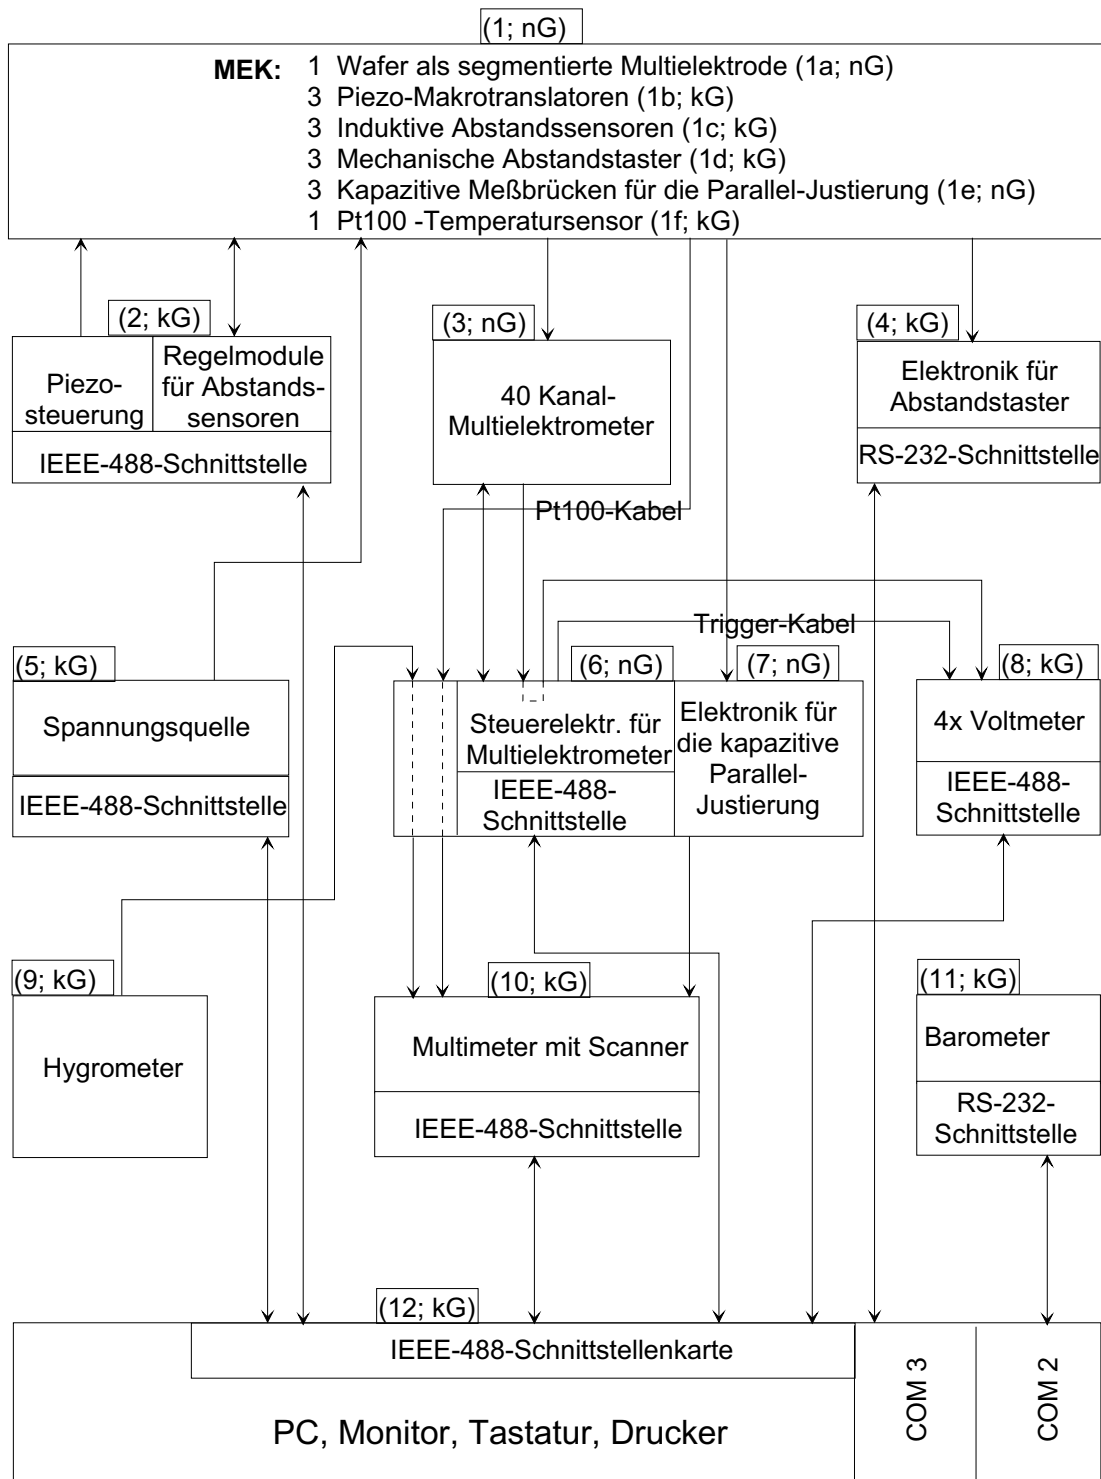 (1; nG)
MEK: 1 Wafer als segmentierte Multielektrode (1a; nG)
3 Piezo-Makrotranslatoren (1b; kG)
3 Induktive Abstandssensoren (1c; kG)
3 Mechanische Abstandstaster (1d; kG)
3 Kapazitive Meßbrücken für die Parallel-Justierung (1e; nG)
1 Pt100 -Temperatursensor (1f; kG)
(2; kG)
Piezo-
steuerung
Regelmodule
für Abstands-
sensoren
IEEE-488-Schnittstelle
(3; nG)
40 Kanal-
Multielektrometer
(4; kG)
Elektronik für
Abstandstaster
RS-232-Schnittstelle
Pt100-Kabel
Trigger-Kabel
(5; kG)
Spannungsquelle
IEEE-488-Schnittstelle
(6; nG)
Steuerelektr. für
Multielektrometer
IEEE-488-
Schnittstelle
(7; nG)
Elektronik für
die kapazitive
Parallel-
Justierung
(8; kG)
4x Voltmeter
IEEE-488-
Schnittstelle
(9; kG)
Hygrometer
(10; kG)
Multimeter mit Scanner
IEEE-488-Schnittstelle
(11; kG)
Barometer
RS-232-
Schnittstelle
(12; kG)
IEEE-488-Schnittstellenkarte
PC, Monitor, Tastatur, Drucker
COM 3
COM 2